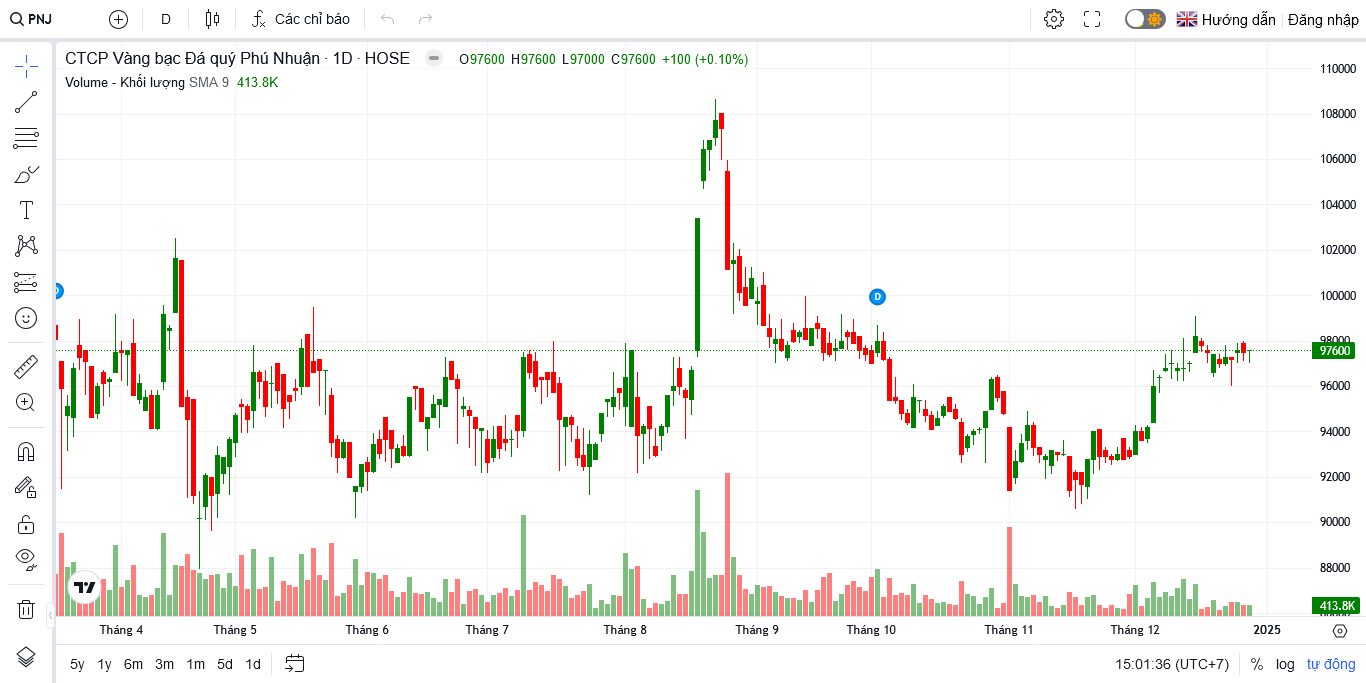 PNJ D Các chỉ báo Hướng dẫn Đăng nhập
CTCP Vàng bạc Đá quý Phú Nhuận · 1D · HOSE O97600 H97600 L97000 C97600 +100 (+0.10%)
Volume - Khối lượng SMA 9 413.8K
110000
108000
106000
104000
102000
100000
98000
97600
96000
94000
92000
90000
88000
413.8K
D
Tháng 4 Tháng 5 Tháng 6 Tháng 7 Tháng 8 Tháng 9 Tháng 10 Tháng 11 Tháng 12 2025
5y 1y 6m 3m 1m 5d 1d 15:01:36 (UTC+7) % log tự động